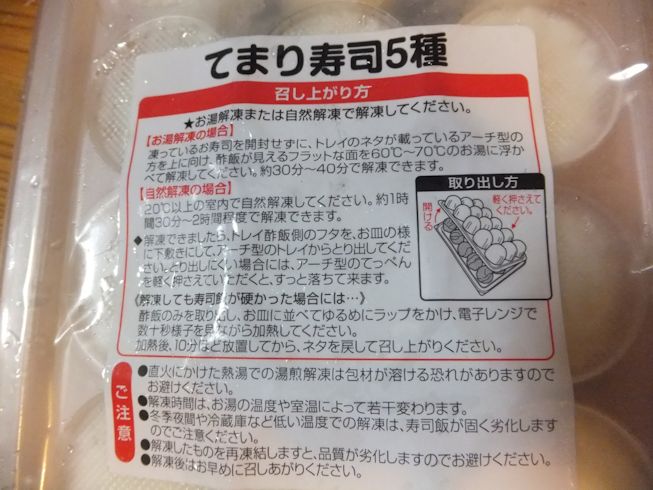 てまり寿司5種
召し上がり方
★お湯解凍または自然解凍で解凍してください。
【お湯解凍の場合】
凍っているお寿司を開封せずに、トレイのネタが載っているアーチ型の
方を上に向け、酢飯が見えるフラットな面を60℃~70℃のお湯に浮か
べて解凍してください。約30分~40分で解凍できます。
【自然解凍の場合】
20℃以上の室内で自然解凍してください。約1時
間30分~2時間程度で解凍できます。
◆解凍できましたら、トレイ酢飯側のフタを、お皿の様
に下敷きにして、アーチ型のトレイからとり出してくだ
さい。とり出しにくい場合には、アーチ型のてっぺん
を軽く押さえていただくと、すっと落ちて来ます。
取り出し方
開ける
軽く押さえて
ください。
《解凍しても寿司飯が硬かった場合には…》
酢飯のみを取り出し、お皿に並べてゆるめにラップをかけ、電子レンジで
数十秒様子を見ながら加熱してください。
加熱後、10分ほど放置してから、ネタを戻して召し上がりください。
ご注意
●直火にかけた熱湯での湯煎解凍は包材が溶ける恐れがありますので
お避けください。
●解凍時間は、お湯の温度や室温によって若干変わります。
●冬季夜間や冷蔵庫など低い温度での解凍は、寿司飯が固く劣化します
のでご注意ください。
●解凍したものを再凍結しますと、品質が劣化しますのでお避けください。
●解凍後はお早めに召しあがりください。